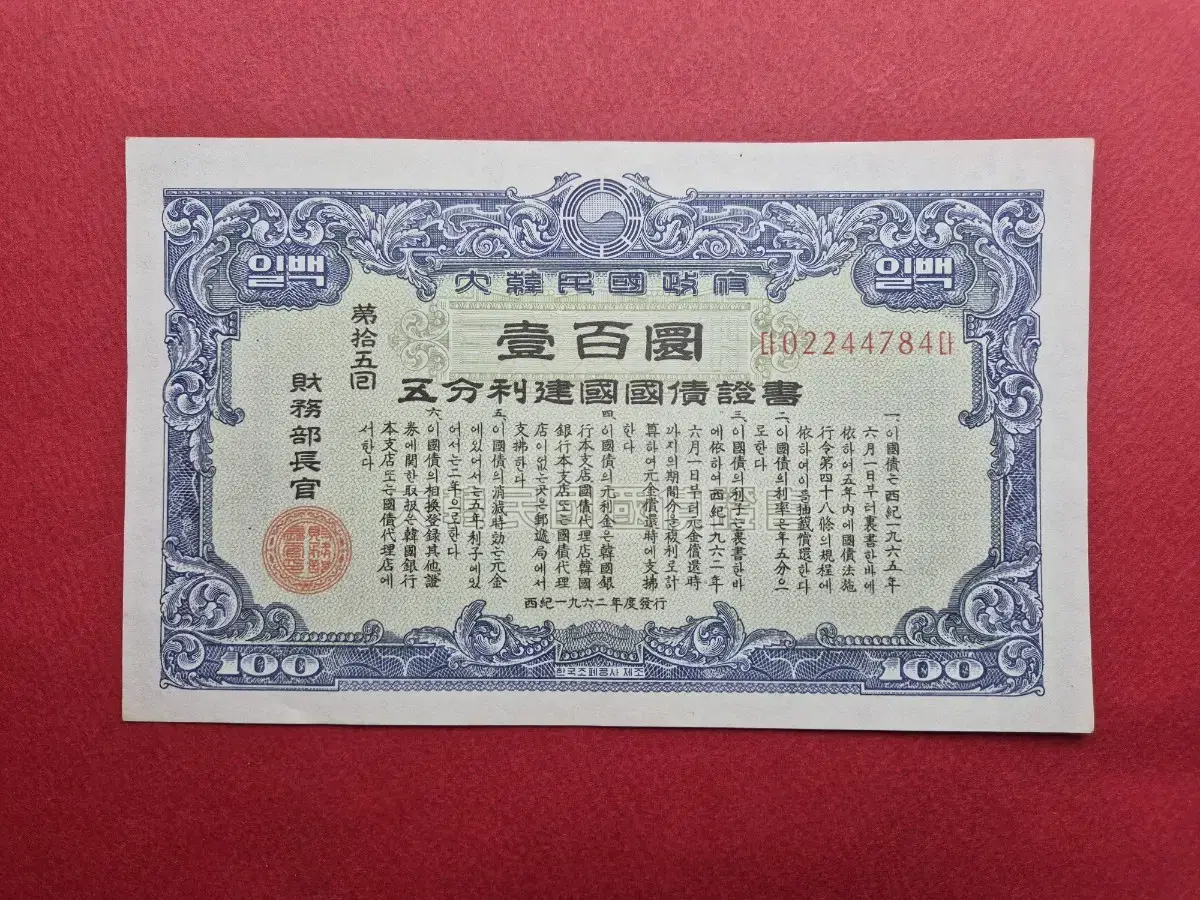 일백
大韓民國政府
일백
壹百圜
02244784
五分利建國國債證書
第拾五回
財務部長官
一、이國債는西紀一九六五年
六月一日부터裏書한바에
依하여五年內에國債法施
行令第四十八條의規程에
依하여이를抽籤償還한다
二、이國債의利率은年五分으
로한다
三、이國債의利子는裏書한바
에依하여西紀一九六二年
六月一日부터元金償還時
까지의期間分을複利로計
算하여元金償還時에支拂
한다
四、이國債의元利金은韓國銀
行本支店國債代理店韓國
銀行本支店또는國債代理
店이없는곳은郵遞局에서
支拂한다
五、이國債의消滅時効는元金
에있어서는五年、利子에있
어서는二年으로한다
六、이國債의相換登錄其他證
券에関한取扱은韓國銀行
本支店또는國債代理店에
서한다
西紀一九六二年度發行
100
한국조폐공사 제조
100